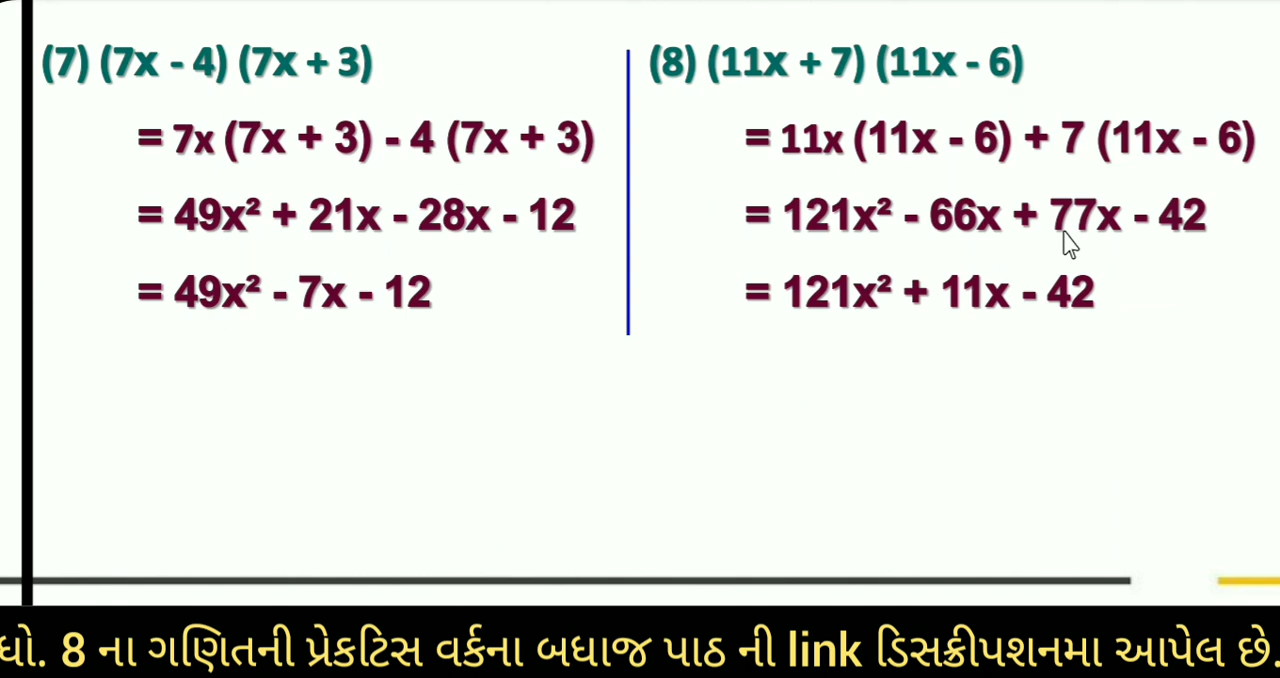 (7) (7x - 4) (7x + 3)
= 7x (7x + 3) - 4 (7x + 3)
= 49x² + 21x - 28x - 12
= 49x² - 7x - 12
(8) (11x + 7) (11x - 6)
= 11x (11x - 6) + 7 (11x - 6)
= 121x² - 66x + 77x - 42
= 121x² + 11x - 42
ધો. 8 ના ગણિતની પ્રેકટિસ વર્કના બધાજ પાઠ ની link ડિસક્રીપશનમા આપેલ છે.